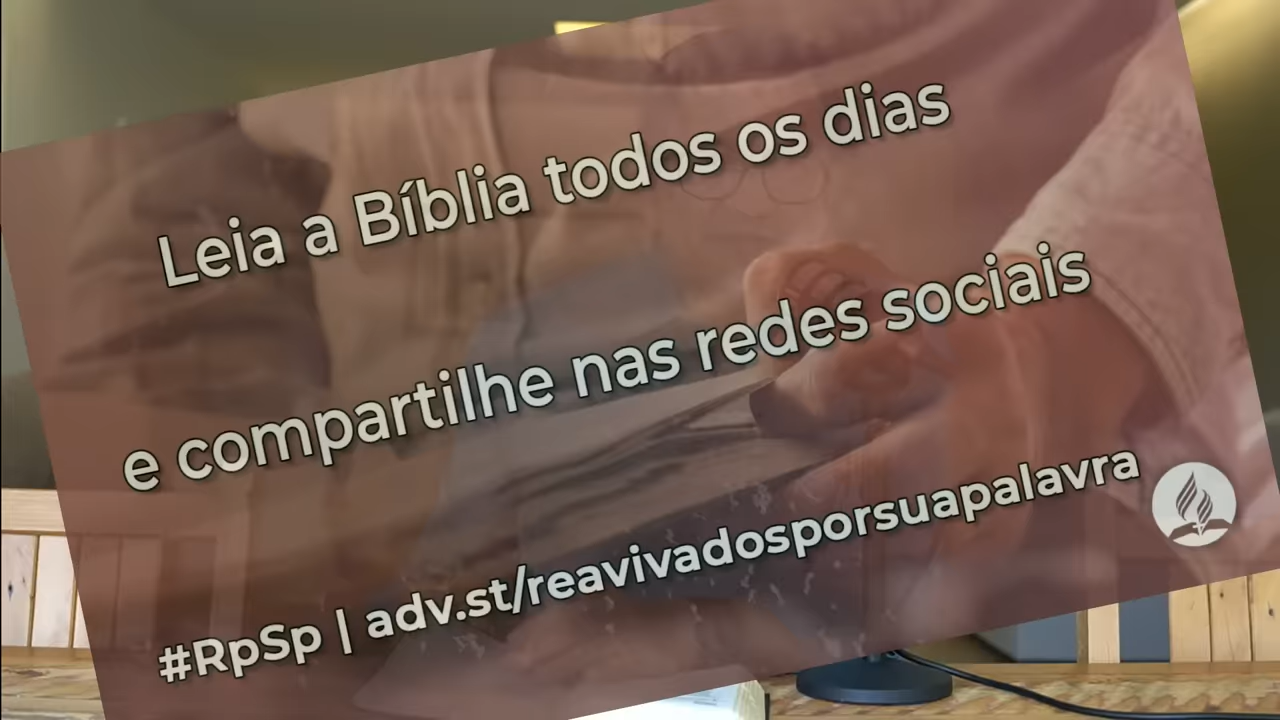 Leia a Bíblia todos os dias
e compartilhe nas redes sociais
#RpSp | adv.st/reavivadosporsuapalavra